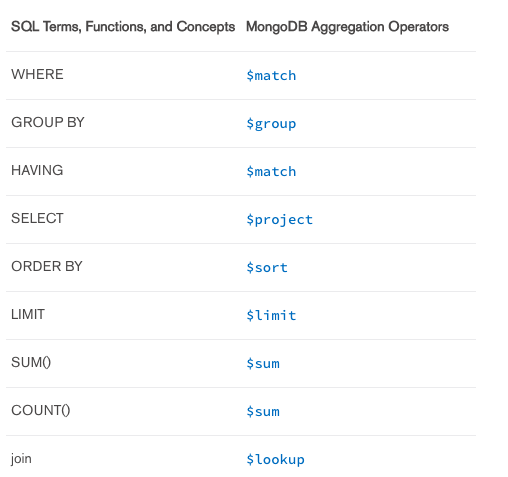 SQL Terms, Functions, and Concepts MongoDB Aggregation Operators
WHERE $match
GROUP BY $group
HAVING $match
SELECT $project
ORDER BY $sort
LIMIT $limit
SUM() $sum
COUNT() $sum
join $lookup